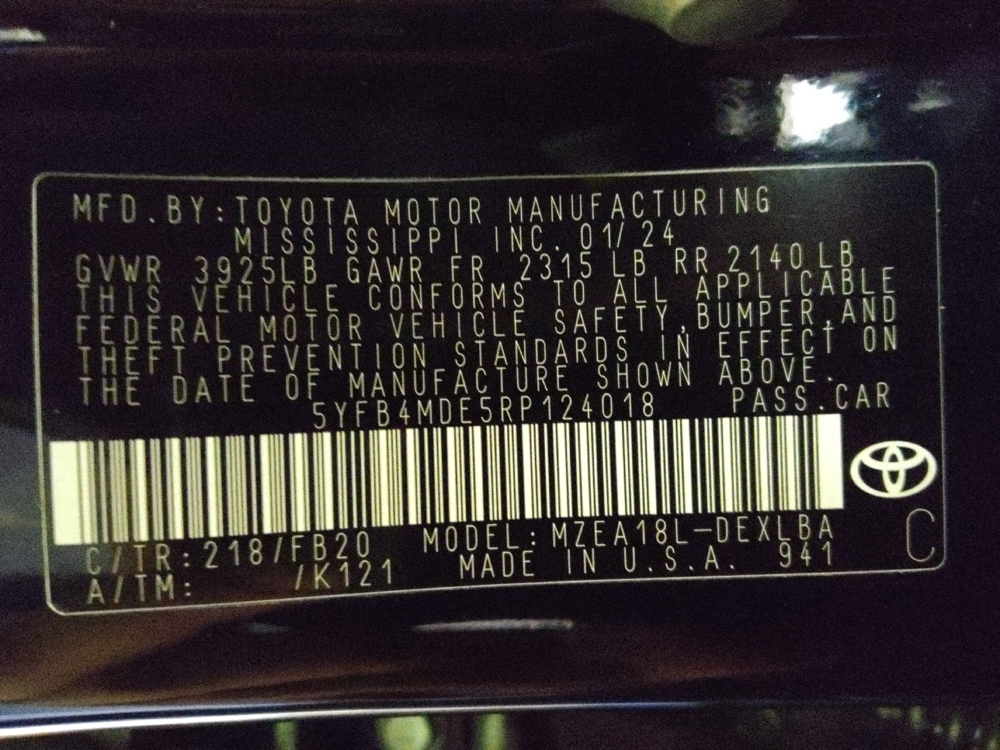 MFD.BY:TOYOTA MOTOR MANUFACTURING
MISSISSIPPI INC. 01/24
GVWR 3925LB GAWR FR 2315 LB RR 2140 LB
THIS VEHICLE CONFORMS TO ALL APPLICABLE
FEDERAL MOTOR VEHICLE SAFETY,BUMPER,AND
THEFT PREVENTION STANDARDS IN EFFECT ON
THE DATE OF MANUFACTURE SHOWN ABOVE.
5YFB4MDE5RP124018 PASS.CAR
C/TR:218/FB20, MODEL:MZEA18L-DEXLBA
A/TM: /K121 MADE IN U.S.A. 941
C